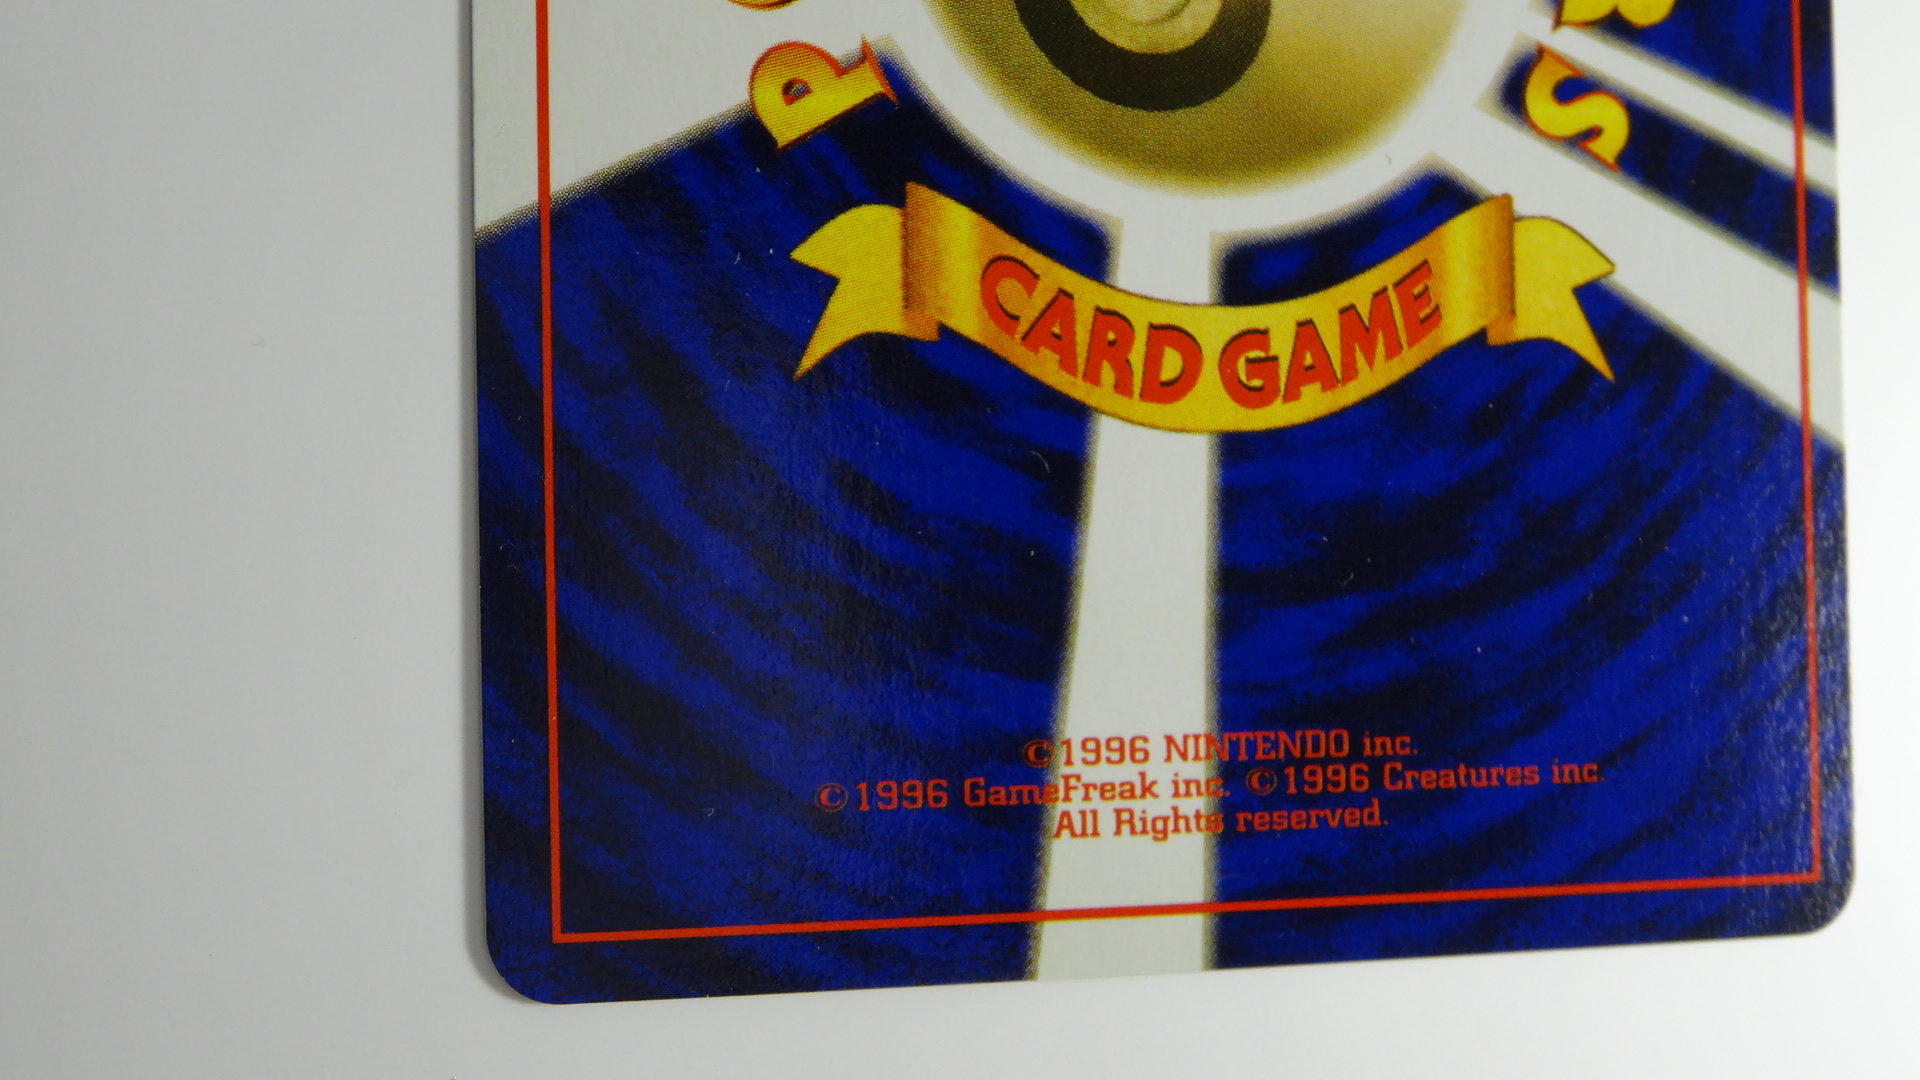 P
S
CARD GAME
©1996 NINTENDO inc.
©1996 GameFreak inc. ©1996 Creatures inc.
All Rights reserved.